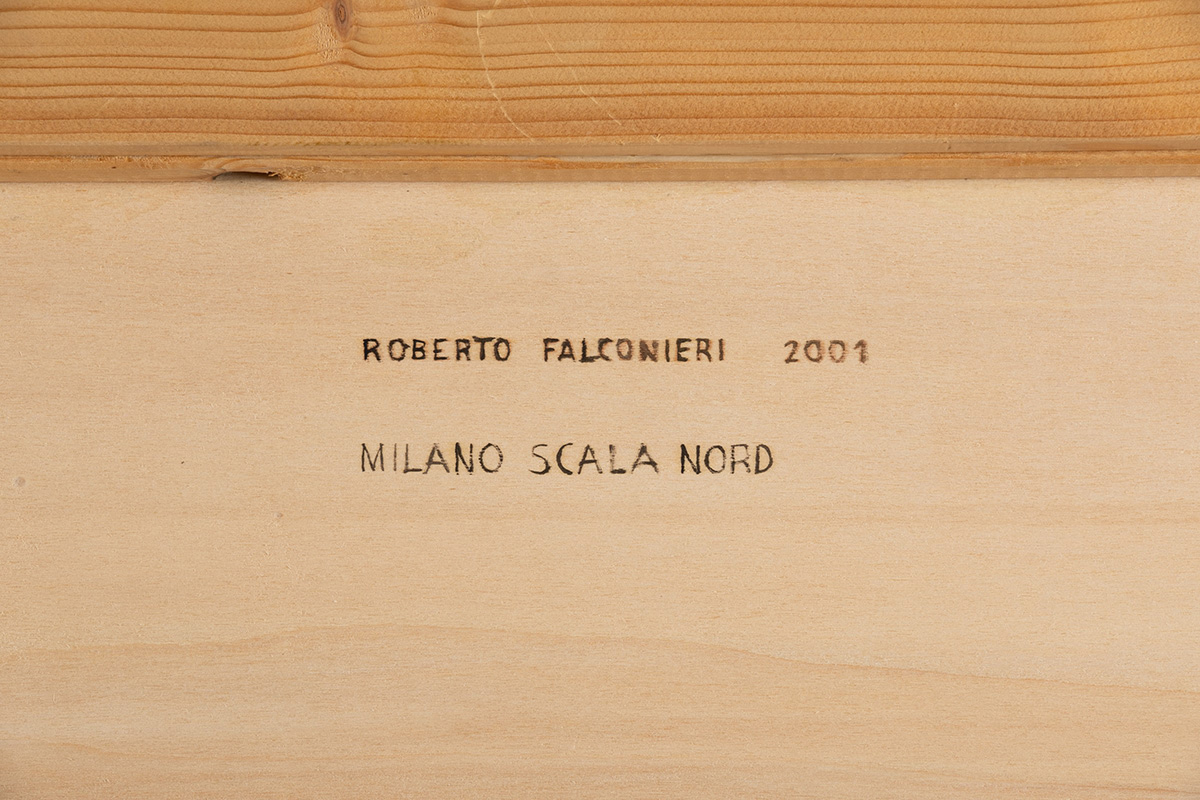 ROBERTO FALCONIERI 2001
MILANO SCALA NORD